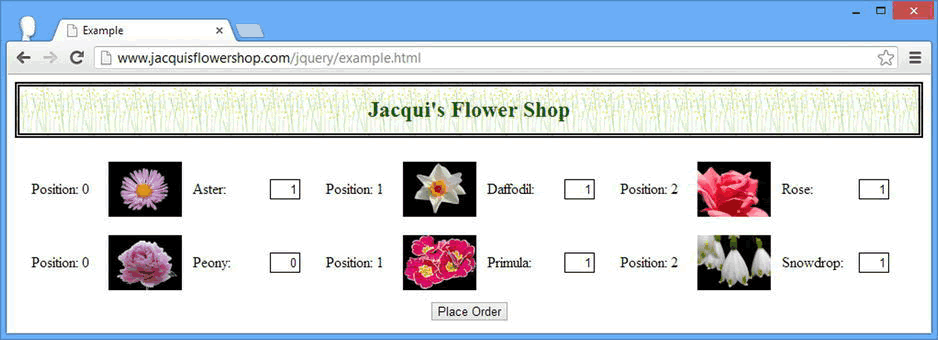 Example
www.jacquisflowershop.com/jquery/example.html
Jacqui's Flower Shop
Position: 0 Aster: 1 Position: 1 Daffodil: 1 Position: 2 Rose: 1
Position: 0 Peony: 0 Position: 1 Primula: 1 Position: 2 Snowdrop: 1
Place Order